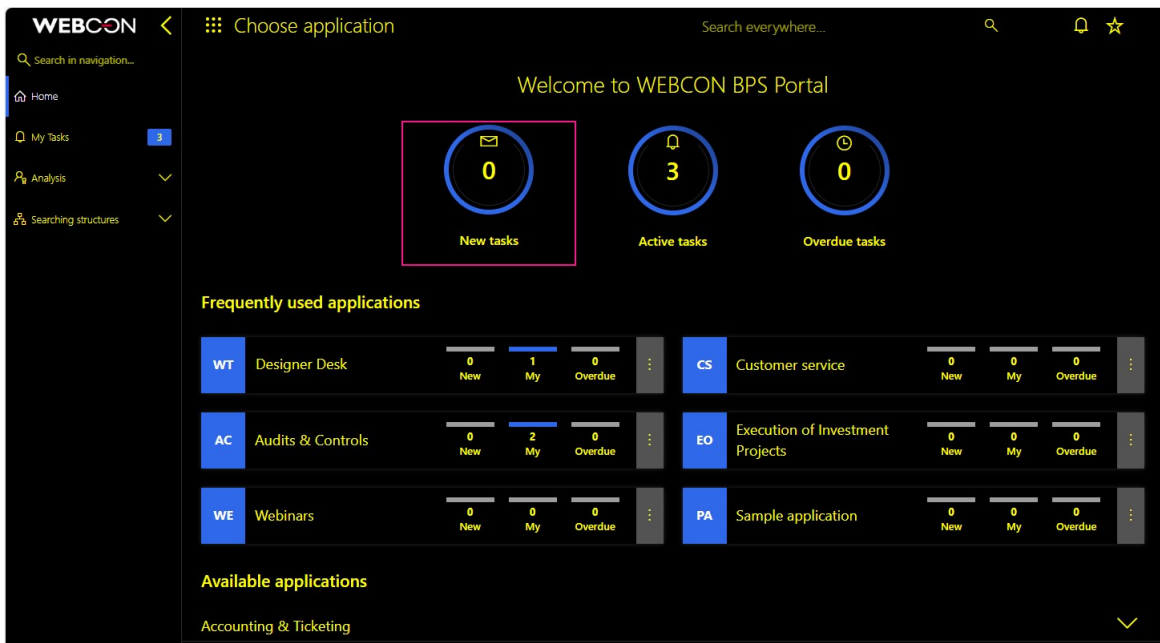 WEBCON
Choose application
Search everywhere...
Search in navigation...
Home
My Tasks 3
Analysis
Searching structures
Welcome to WEBCON BPS Portal
0 3 0
New tasks Active tasks Overdue tasks
Frequently used applications
WT Designer Desk 0 New 1 My 0 Overdue
CS Customer service 0 New 0 My 0 Overdue
AC Audits & Controls 0 New 2 My 0 Overdue
EO Execution of Investment
Projects 0 New 0 My 0 Overdue
WE Webinars 0 New 0 My 0 Overdue
PA Sample application 0 New 0 My 0 Overdue
Available applications
Accounting & Ticketing